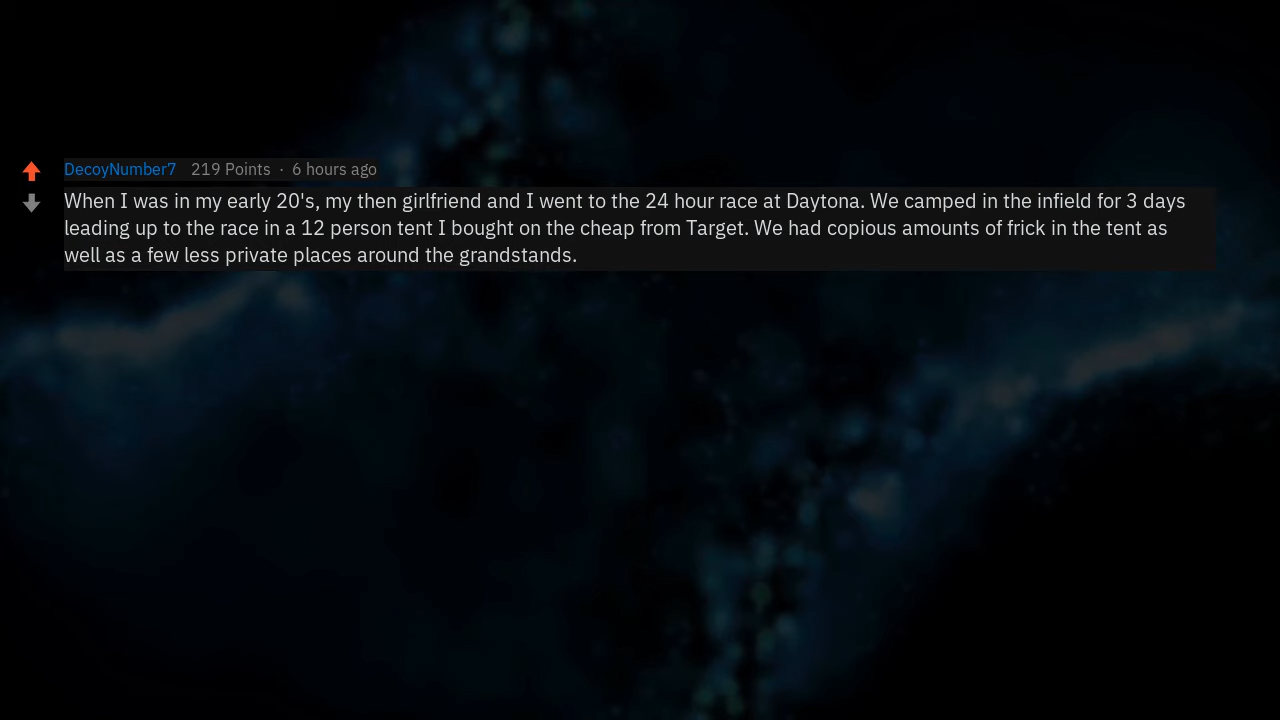 DecoyNumber7 219 Points · 6 hours ago
When I was in my early 20's, my then girlfriend and I went to the 24 hour race at Daytona. We camped in the infield for 3 days
leading up to the race in a 12 person tent I bought on the cheap from Target. We had copious amounts of frick in the tent as
well as a few less private places around the grandstands.